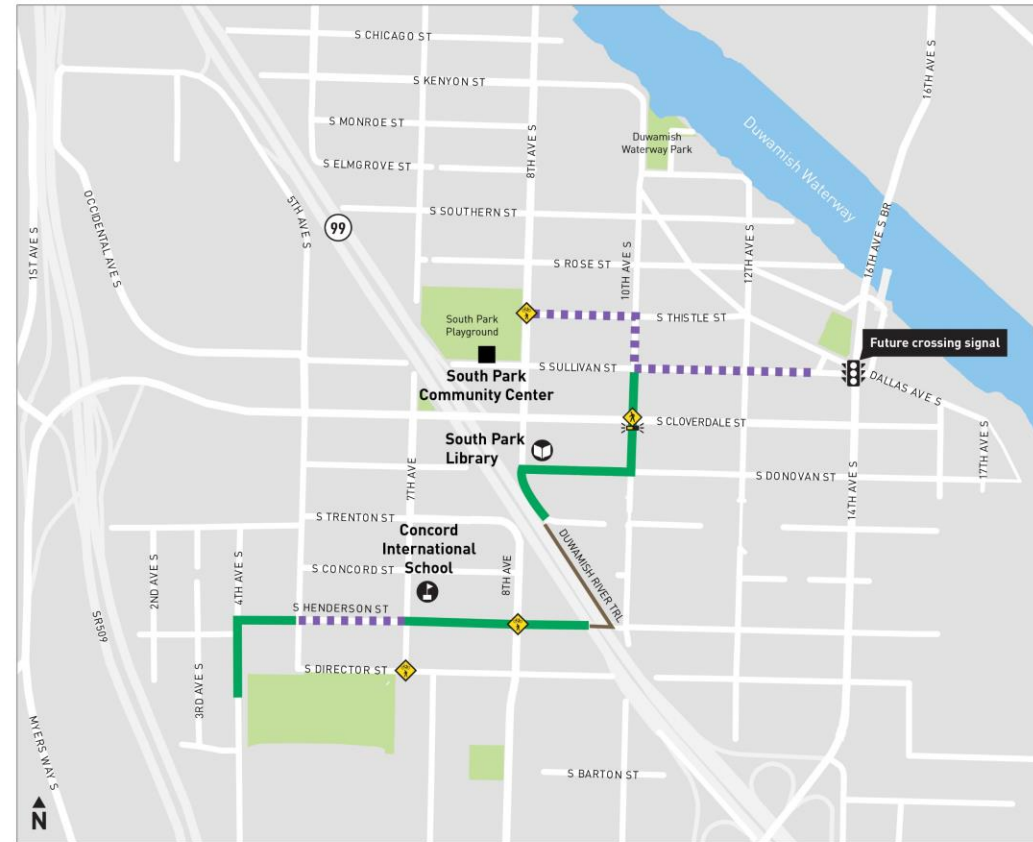 S CHICAGO ST
S KENYON ST
S MONROE ST
S ELMGROVE ST
8TH AVE S
16TH AVE S
Duwamish
Waterway Park
Duwamish Waterway
OCCIDENTAL AVE S
5TH AVE S
1ST AVE S
99
S SOUTHERN ST
S ROSE ST
10TH AVE S
12TH AVE S
16TH AVE S BR
South Park
Playground
S THISTLE ST
Future crossing signal
South Park
Community Center
S SULLIVAN ST
DALLAS AVE S
S CLOVERDALE ST
South Park
Library
7TH AVE
S DONOVAN ST
14TH AVE S
17TH AVE S
S TRENTON ST
Concord
International
School
DUWAMISH RIVER TRL
2ND AVE S
4TH AVE S
S CONCORD ST
8TH AVE
S HENDERSON ST
SR509
3RD AVE S
S DIRECTOR ST
MYERS WAY S
S BARTON ST
N